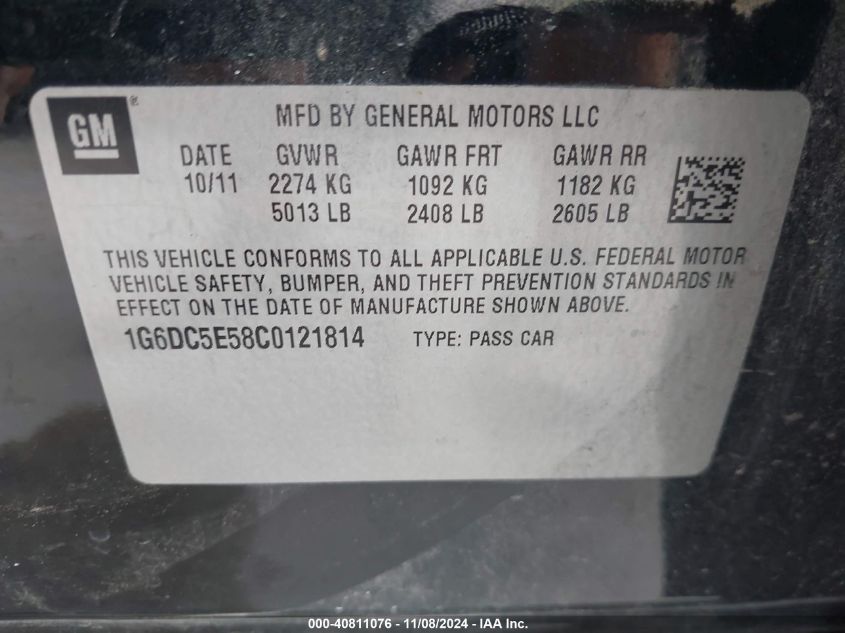 GM ®
MFD BY GENERAL MOTORS LLC
DATE GVWR GAWR FRT GAWR RR
10/11 2274 KG 1092 KG 1182 KG
5013 LB 2408 LB 2605 LB
THIS VEHICLE CONFORMS TO ALL APPLICABLE U.S. FEDERAL MOTOR
VEHICLE SAFETY, BUMPER, AND THEFT PREVENTION STANDARDS IN
EFFECT ON THE DATE OF MANUFACTURE SHOWN ABOVE.
1G6DC5E58C0121814 TYPE: PASS CAR
000-40811076 - 11/08/2024 - IAA Inc.